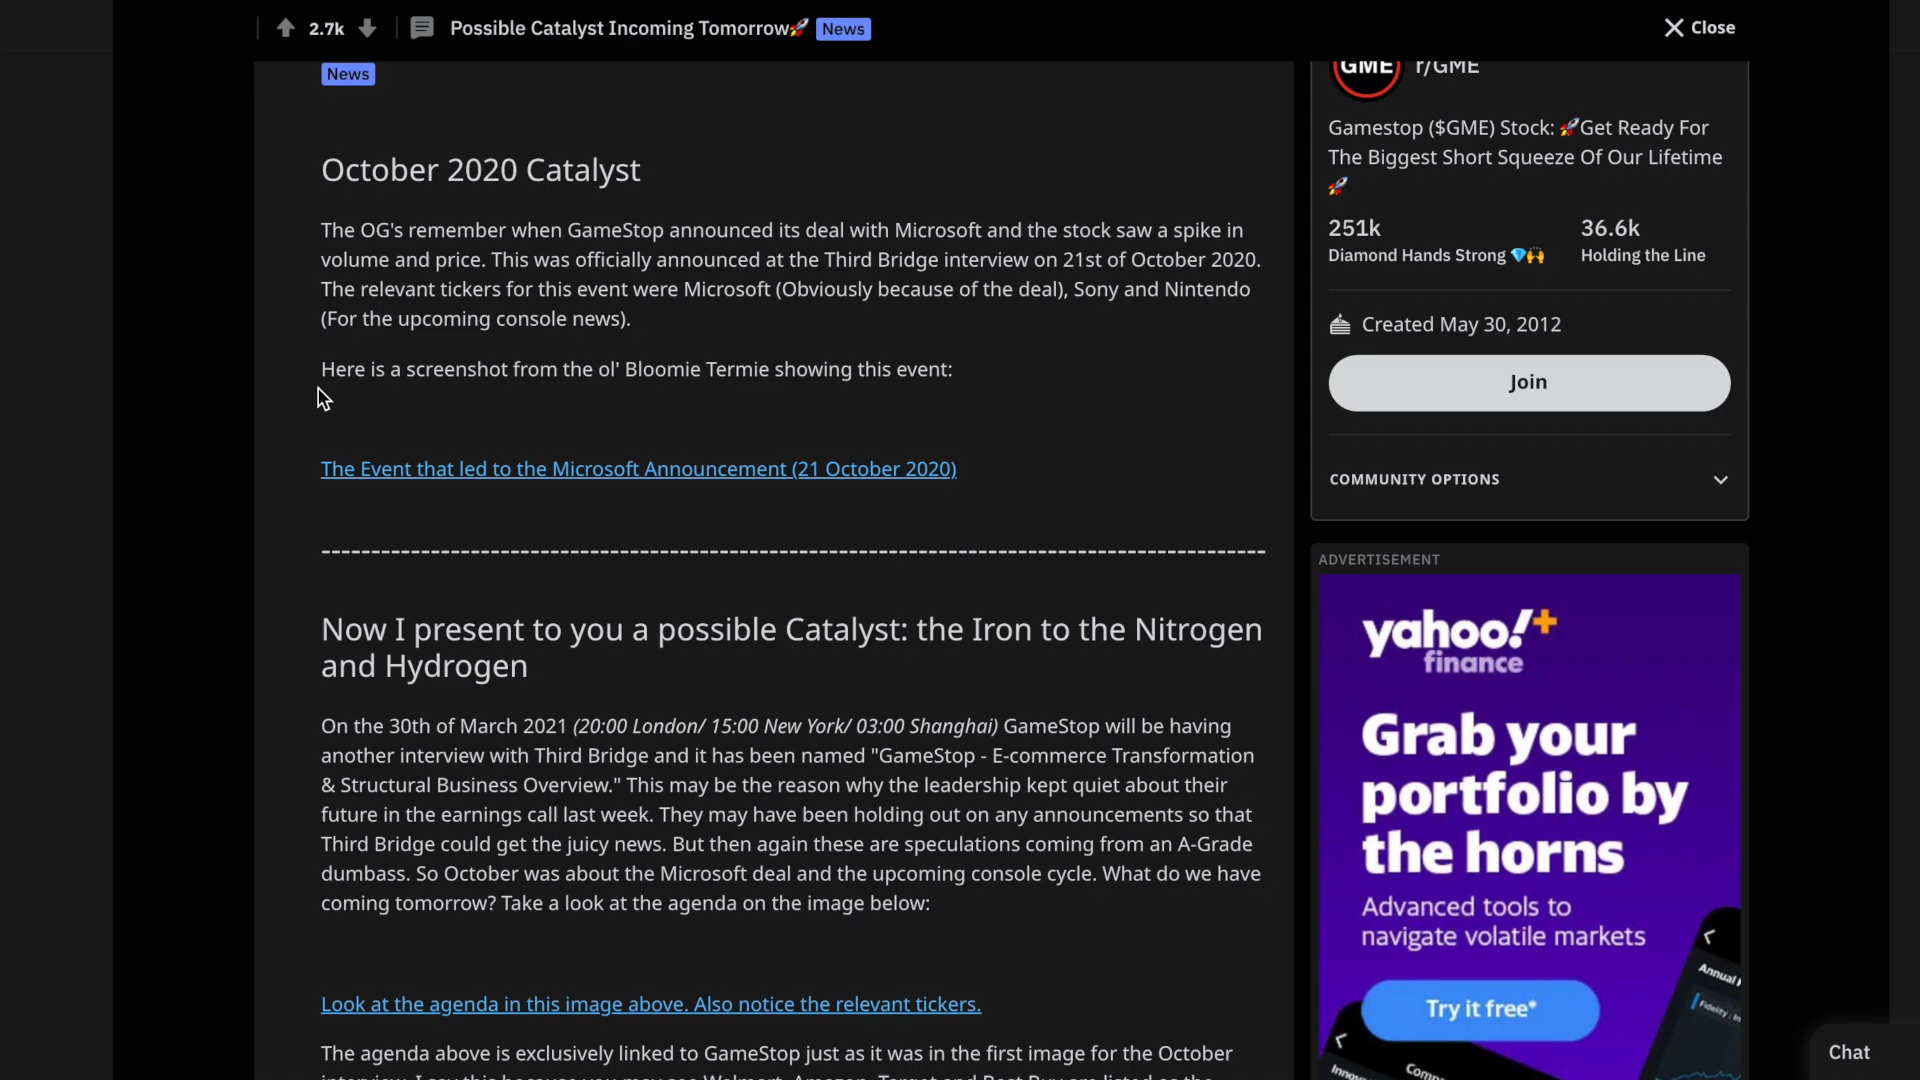 2.7k
Possible Catalyst Incoming Tomorrow🚀 News
Close
News
October 2020 Catalyst
The OG's remember when GameStop announced its deal with Microsoft and the stock saw a spike in
volume and price. This was officially announced at the Third Bridge interview on 21st of October 2020.
The relevant tickers for this event were Microsoft (Obviously because of the deal), Sony and Nintendo
(For the upcoming console news).
Here is a screenshot from the ol' Bloomie Termie showing this event:
The Event that led to the Microsoft Announcement (21 October 2020)
-----------------------------------------------------------------------------------------------
Now I present to you a possible Catalyst: the Iron to the Nitrogen
and Hydrogen
On the 30th of March 2021 (20:00 London/ 15:00 New York/ 03:00 Shanghai) GameStop will be having
another interview with Third Bridge and it has been named "GameStop - E-commerce Transformation
& Structural Business Overview." This may be the reason why the leadership kept quiet about their
future in the earnings call last week. They may have been holding out on any announcements so that
Third Bridge could get the juicy news. But then again these are speculations coming from an A-Grade
dumbass. So October was about the Microsoft deal and the upcoming console cycle. What do we have
coming tomorrow? Take a look at the agenda on the image below:
Look at the agenda in this image above. Also notice the relevant tickers.
The agenda above is exclusively linked to GameStop just as it was in the first image for the October
GME
r/GME
Gamestop ($GME) Stock: 🚀Get Ready For
The Biggest Short Squeeze Of Our Lifetime
🚀
251k
Diamond Hands Strong 💎🙌
36.6k
Holding the Line
Created May 30, 2012
Join
COMMUNITY OPTIONS
ADVERTISEMENT
yahoo!+
finance
Grab your
portfolio by
the horns
Advanced tools to
navigate volatile markets
Try it free*
Annual
Chat